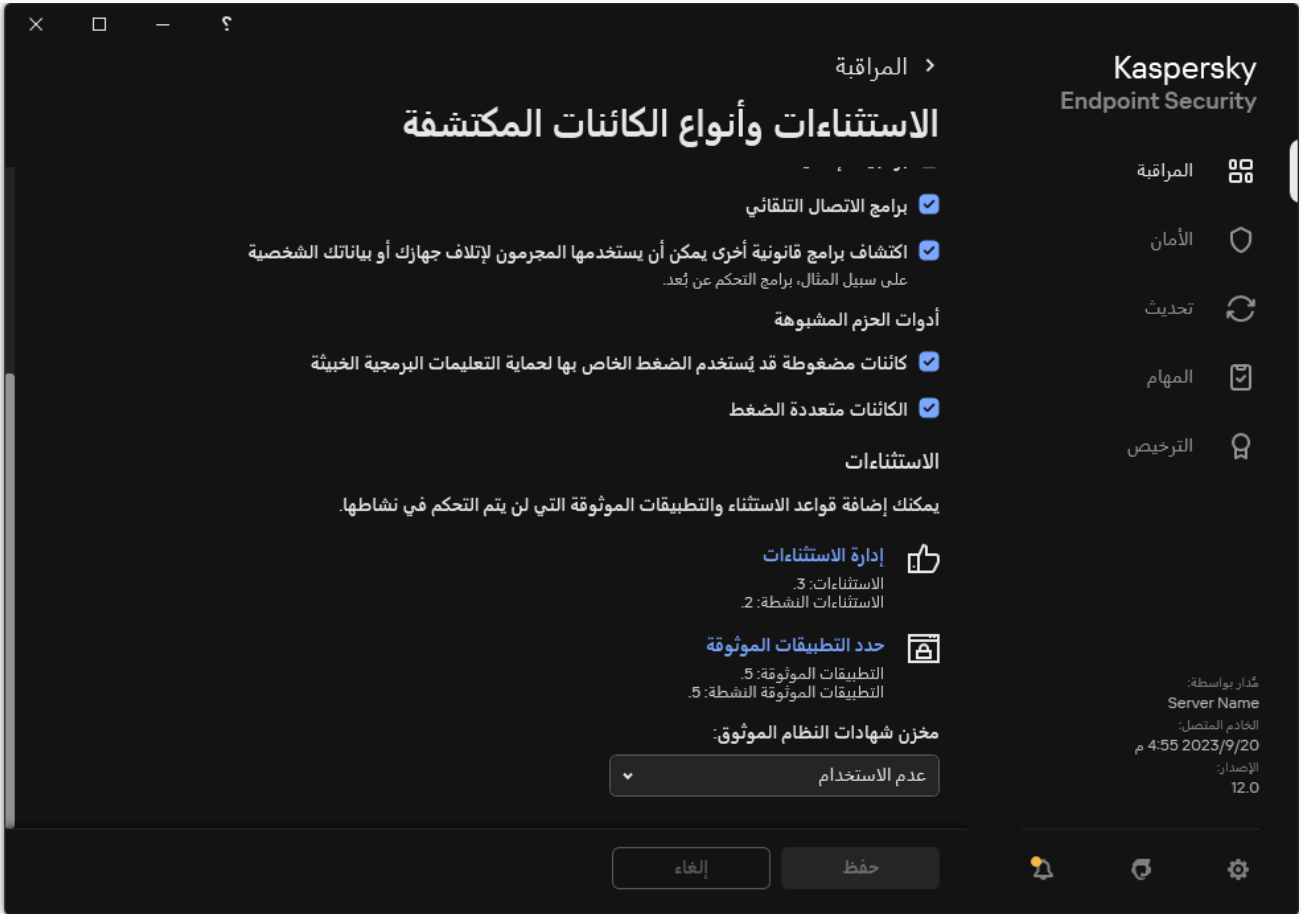 ؟
Kaspersky
Endpoint Security
المراقبة
الأمان
تحديث
المهام
الترخيص
مُدار بواسطة:
Server Name
الخادم المتصل:
2023/9/20 4:55 م
الإصدار:
12.0
المراقبة
الاستثناءات وأنواع الكائنات المكتشفة
برامج الاتصال التلقائي
اكتشاف برامج قانونية أخرى يمكن أن يستخدمها المجرمون لإتلاف جهازك أو بياناتك الشخصية
على سبيل المثال، برامج التحكم عن بُعد.
أدوات الحزم المشبوهة
كائنات مضغوطة قد يُستخدم الضغط الخاص بها لحماية التعليمات البرمجية الخبيثة
الكائنات متعددة الضغط
الاستثناءات
يمكنك إضافة قواعد الاستثناء والتطبيقات الموثوقة التي لن يتم التحكم في نشاطها.
إدارة الاستثناءات
الاستثناءات: 3.
الاستثناءات النشطة: 2.
حدد التطبيقات الموثوقة
التطبيقات الموثوقة: 5.
التطبيقات الموثوقة النشطة: 5.
مخزن شهادات النظام الموثوق:
عدم الاستخدام
حفظ
إلغاء